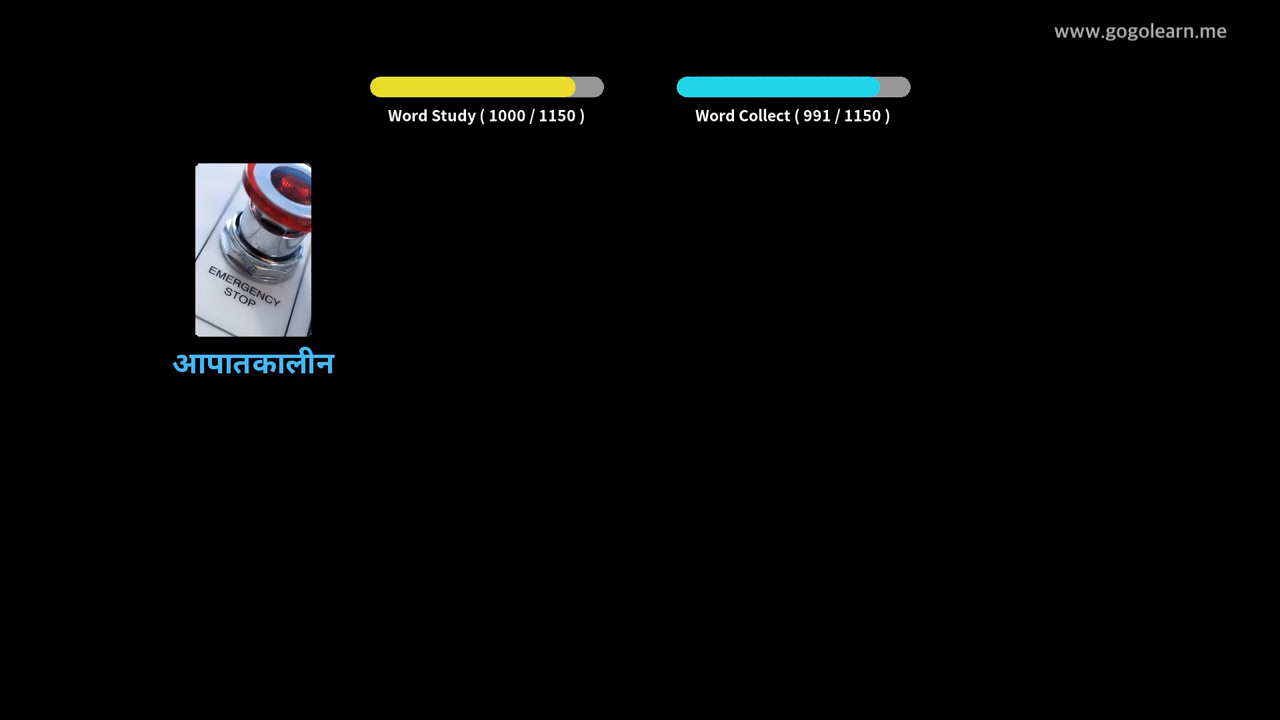 www.gogolearn.me
Word Study ( 1000 / 1150 )
Word Collect ( 991 / 1150 )
EMERGENCY
STOP
आपातकालीन